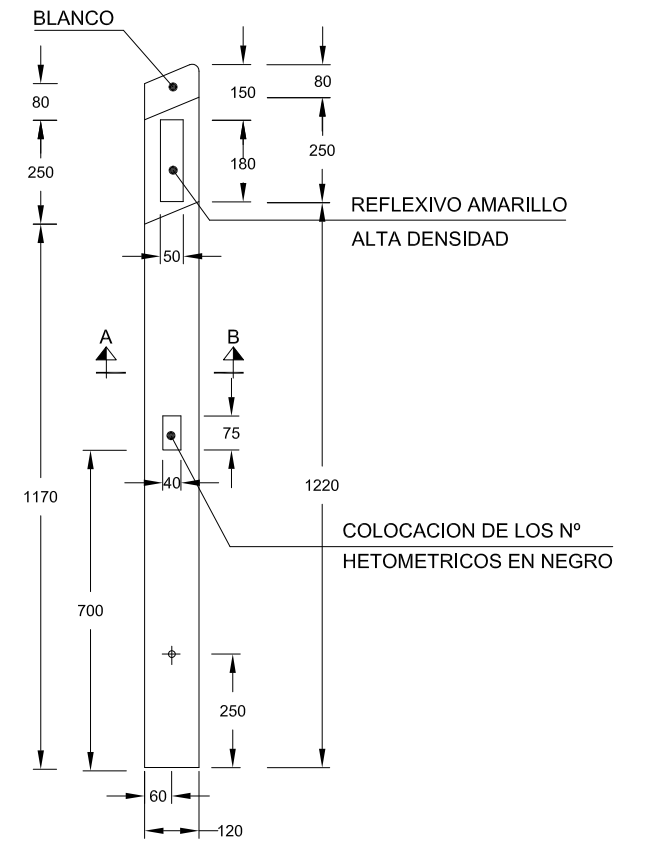 BLANCO
80
150
80
250
180
250
REFLEXIVO AMARILLO
ALTA DENSIDAD
50
A
B
75
40
1170
1220
COLOCACION DE LOS Nº
HETOMETRICOS EN NEGRO
700
250
60
120